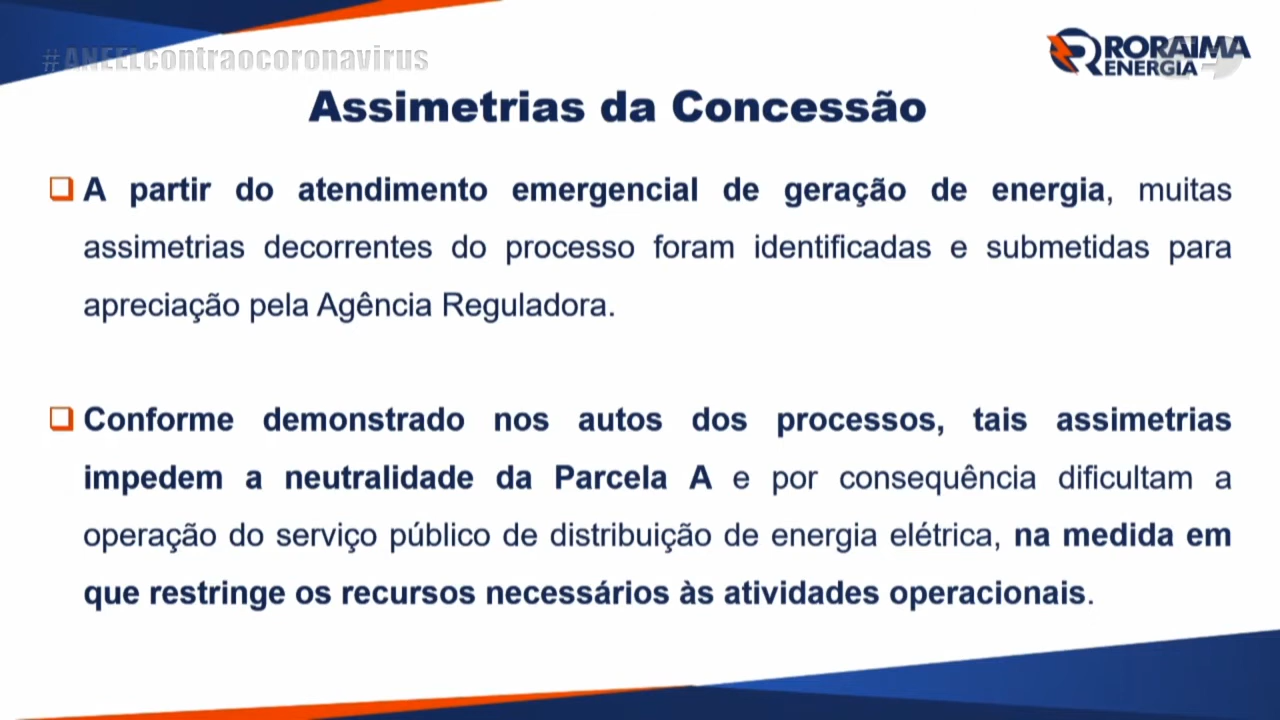 #ANEELcontraocoronavirus
RORAIMA
ENERGIA
Assimetrias da Concessão
A partir do atendimento emergencial de geração de energia, muitas
assimetrias decorrentes do processo foram identificadas e submetidas para
apreciação pela Agência Reguladora.
Conforme demonstrado nos autos dos processos, tais assimetrias
impedem a neutralidade da Parcela A e por consequência dificultam a
operação do serviço público de distribuição de energia elétrica, na medida em
que restringe os recursos necessários às atividades operacionais.